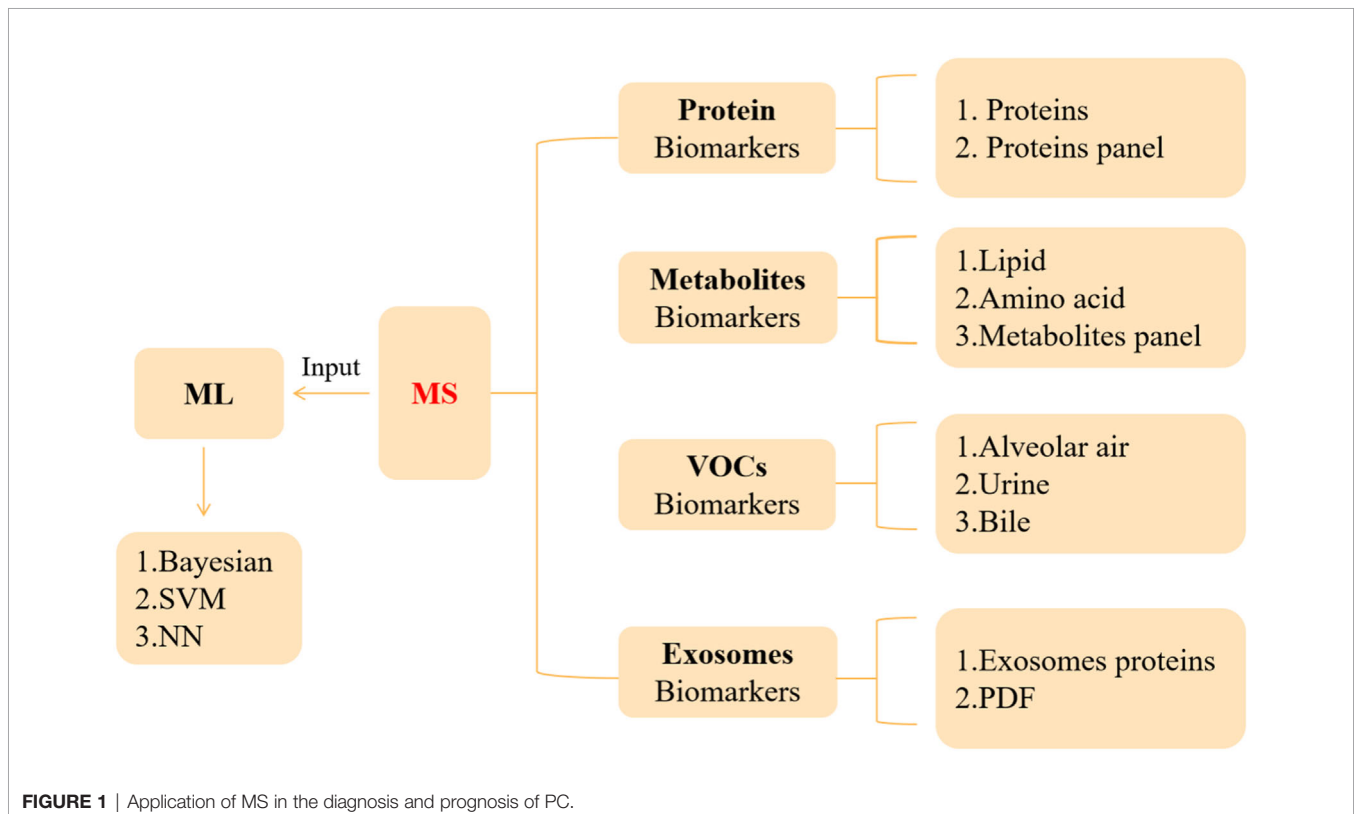 ML
Input
MS
1.Bayesian
2.SVM
3.NN
Protein
Biomarkers
1. Proteins
2. Proteins panel
Metabolites
Biomarkers
1.Lipid
2.Amino acid
3.Metabolites panel
VOCs
Biomarkers
1.Alveolar air
2.Urine
3.Bile
Exosomes
Biomarkers
1.Exosomes proteins
2.PDF
FIGURE 1 | Application of MS in the diagnosis and prognosis of PC.